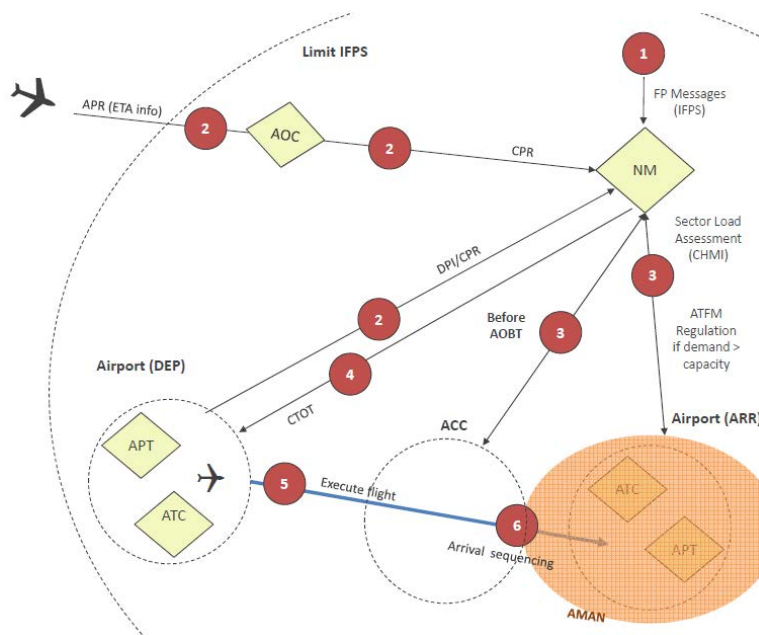 Limit IFPS
1
FP Messages
(IFPS)
APR (ETA info)
2
AOC
2
CPR
NM
Sector Load
Assessment
(CHMI)
3
DPI/CPR
2
Before
AOBT
3
ATFM
Regulation
if demand >
capacity
Airport (DEP)
4
CTOT
ACC
Airport (ARR)
APT
ATC
5
Execute flight
6
Arrival sequencing
ATC
APT
AMAN